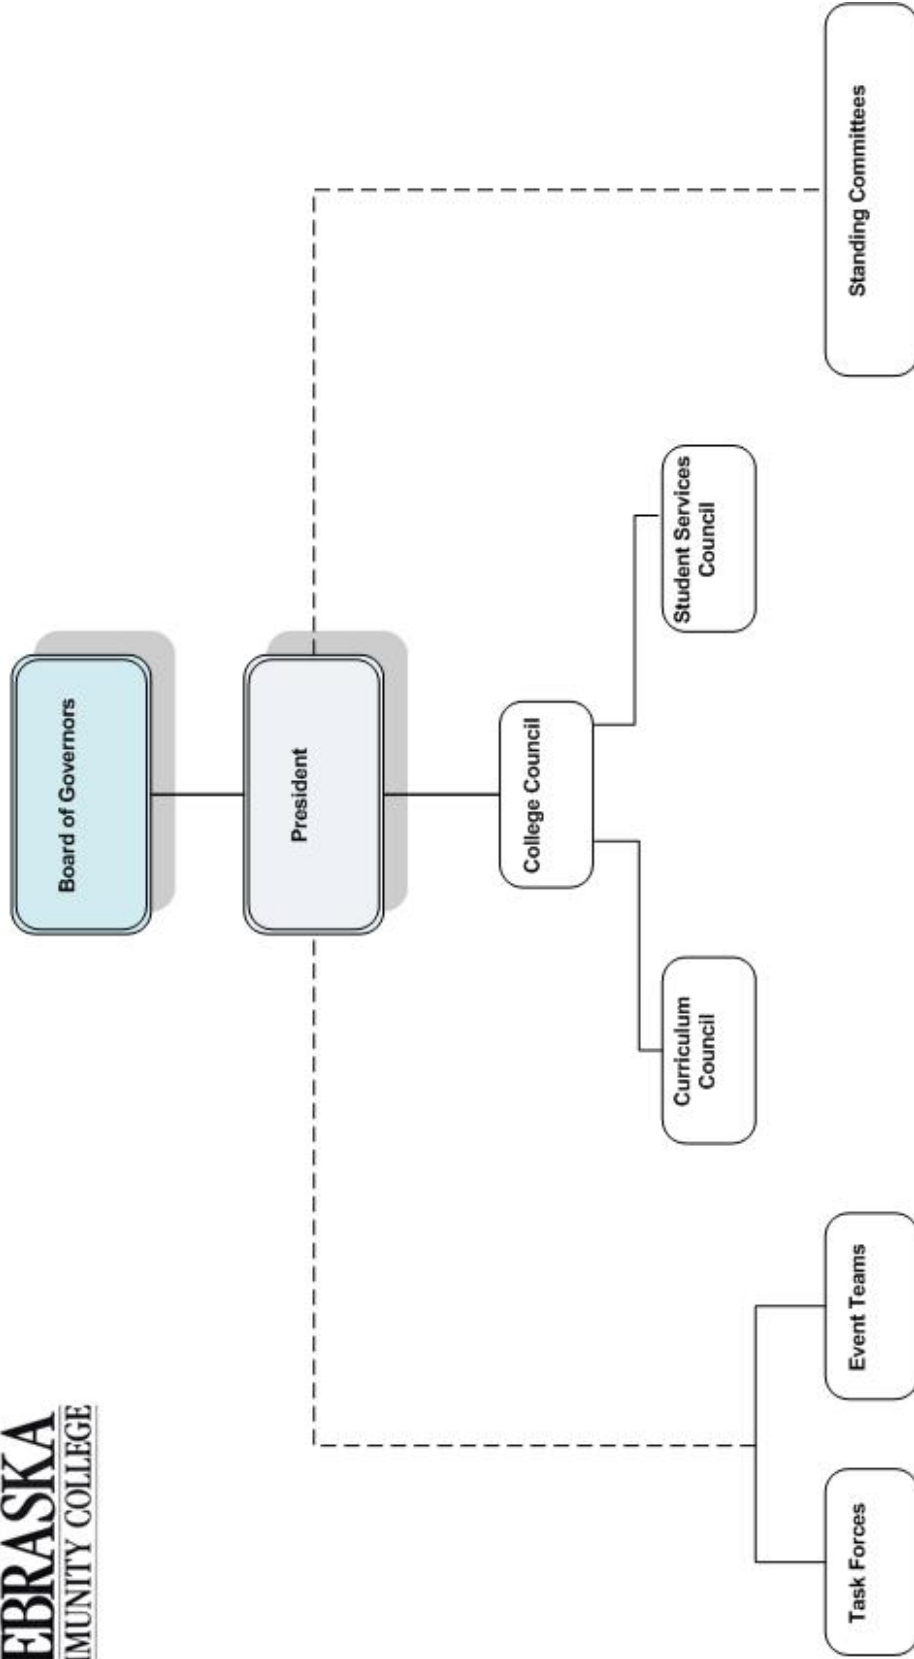 EBRASKA
MUNITY COLLEGE
Board of Governors
President
College Council
Curriculum
Council
Student Services
Council
Task Forces
Event Teams
Standing Committees